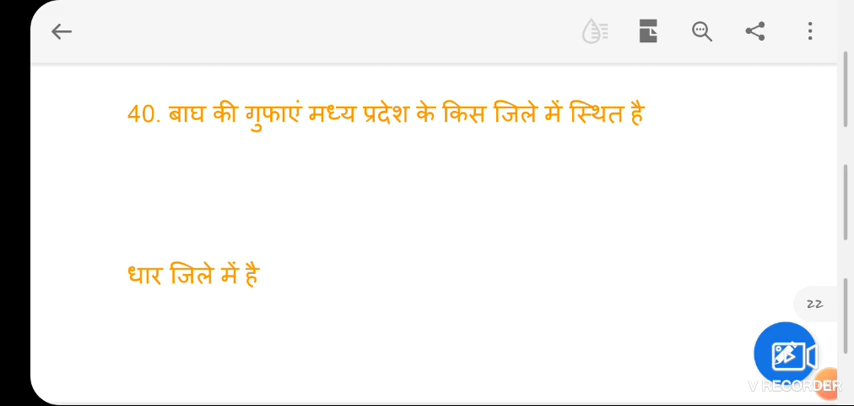 40. बाघ की गुफाएं मध्य प्रदेश के किस जिले में स्थित है
धार जिले में है
22
V RECORDER